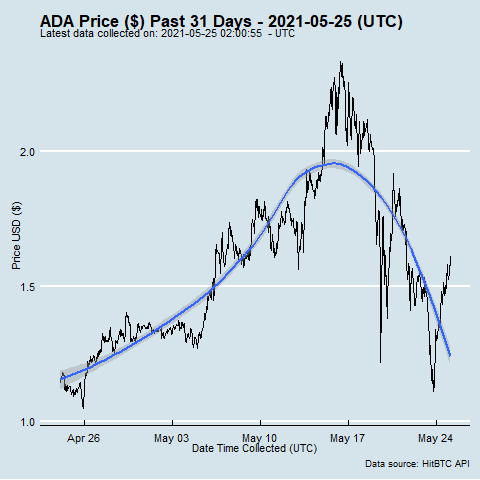 ADA Price ($) Past 31 Days - 2021-05-25 (UTC)
Latest data collected on: 2021-05-25 02:00:55  - UTC
2.0
1.5
1.0
Price USD ($)
Apr 26
May 03
May 10
May 17
May 24
Date Time Collected (UTC)
Data source: HitBTC API